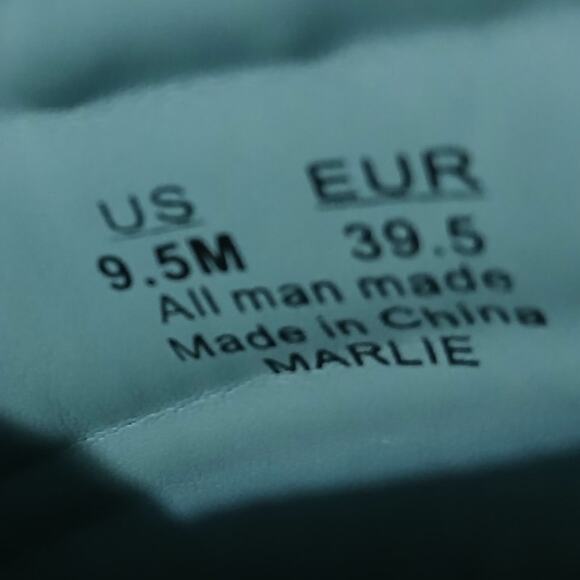 US EUR
9.5M 39.5
All man made
Made in China
MARLIE